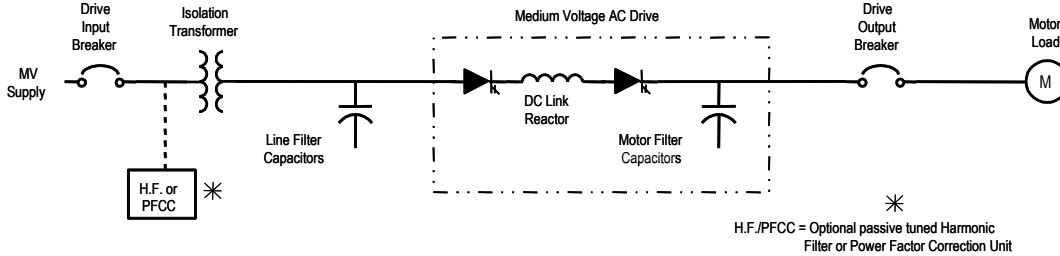 Drive
Input
Breaker
Isolation
Transformer
Medium Voltage AC Drive
Drive
Output
Breaker
Motor
Load
MV
Supply
DC Link
Reactor
M
Line Filter
Capacitors
Motor Filter
Capacitors
H.F. or
PFCC
H.F./PFCC = Optional passive tuned Harmonic
Filter or Power Factor Correction Unit